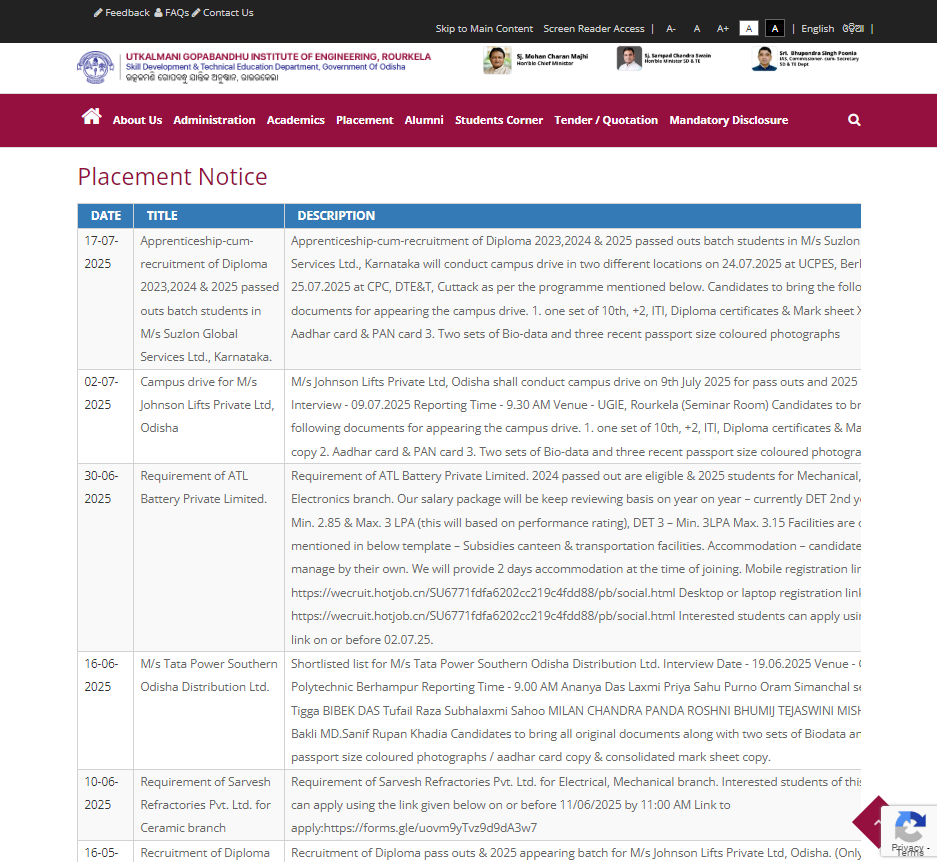 Feedback FAQs Contact Us
Skip to Main Content Screen Reader Access | A- A A+ A A | English ଓଡ଼ିଆ |
UTKALMANI GOPABANDHU INSTITUTE OF ENGINEERING, ROURKELA
Skill Development & Technical Education Department, Government Of Odisha
ଉତ୍କଳମଣି ଗୋପବନ୍ଧୁ ଯାନ୍ତ୍ରିକ ଅନୁଷ୍ଠାନ, ରାଉରକେଲା
Sj. Mohan Charan Majhi
Hon'ble Chief Minister
Sj. Sampad Chandra Swain
Hon'ble Minister SD & TE
Shri. Bhupendra Singh Poonia
IAS, Commissioner- cum- Secretary
SD & TE Dept
About Us Administration Academics Placement Alumni Students Corner Tender / Quotation Mandatory Disclosure
Placement Notice
DATE TITLE DESCRIPTION
17-07-
2025
Apprenticeship-cum-
recruitment of Diploma
2023,2024 & 2025 passed
outs batch students in
M/s Suzlon Global
Services Ltd., Karnataka.
Apprenticeship-cum-recruitment of Diploma 2023,2024 & 2025 passed outs batch students in M/s Suzlon
Services Ltd., Karnataka will conduct campus drive in two different locations on 24.07.2025 at UCPES, Berl
25.07.2025 at CPC, DTE&T, Cuttack as per the programme mentioned below. Candidates to bring the follo
documents for appearing the campus drive. 1. one set of 10th, +2, ITI, Diploma certificates & Mark sheet X
Aadhar card & PAN card 3. Two sets of Bio-data and three recent passport size coloured photographs
02-07-
2025
Campus drive for M/s
Johnson Lifts Private Ltd,
Odisha
M/s Johnson Lifts Private Ltd, Odisha shall conduct campus drive on 9th July 2025 for pass outs and 2025
Interview - 09.07.2025 Reporting Time - 9.30 AM Venue - UGIE, Rourkela (Seminar Room) Candidates to br
following documents for appearing the campus drive. 1. one set of 10th, +2, ITI, Diploma certificates & Ma
copy 2. Aadhar card & PAN card 3. Two sets of Bio-data and three recent passport size coloured photogra
30-06-
2025
Requirement of ATL
Battery Private Limited.
Requirement of ATL Battery Private Limited. 2024 passed out are eligible & 2025 students for Mechanical,
Electronics branch. Our salary package will be keep reviewing basis on year on year – currently DET 2nd y
Min. 2.85 & Max. 3 LPA (this will based on performance rating), DET 3 – Min. 3LPA Max. 3.15 Facilities are
mentioned in below template – Subsidies canteen & transportation facilities. Accommodation – candidate
manage by their own. We will provide 2 days accommodation at the time of joining. Mobile registration lin
https://wecruit.hotjob.cn/SU6771fdfa6202cc219c4fdd88/pb/social.html Desktop or laptop registration link
https://wecruit.hotjob.cn/SU6771fdfa6202cc219c4fdd88/pb/social.html Interested students can apply usin
link on or before 02.07.25.
16-06-
2025
M/s Tata Power Southern
Odisha Distribution Ltd.
Shortlisted list for M/s Tata Power Southern Odisha Distribution Ltd. Interview Date - 19.06.2025 Venue -
Polytechnic Berhampur Reporting Time - 9.00 AM Ananya Das Laxmi Priya Sahu Purno Oram Simanchal se
Tigga BIBEK DAS Tufail Raza Subhalaxmi Sahoo MILAN CHANDRA PANDA ROSHNI BHUMIJ TEJASWINI MISH
Bakli MD.Sanif Rupan Khadia Candidates to bring all original documents along with two sets of Biodata an
passport size coloured photographs / aadhar card copy & consolidated mark sheet copy.
10-06-
2025
Requirement of Sarvesh
Refractories Pvt. Ltd. for
Ceramic branch
Requirement of Sarvesh Refractories Pvt. Ltd. for Electrical, Mechanical branch. Interested students of this
can apply using the link given below on or before 11/06/2025 by 11:00 AM Link to
apply:https://forms.gle/uovm9yTvz9d9dA3w7
16-05-
Recruitment of Diploma
Recruitment of Diploma pass outs & 2025 appearing batch for M/s Johnson Lifts Private Ltd, Odisha. (Only
Privacy - Terms